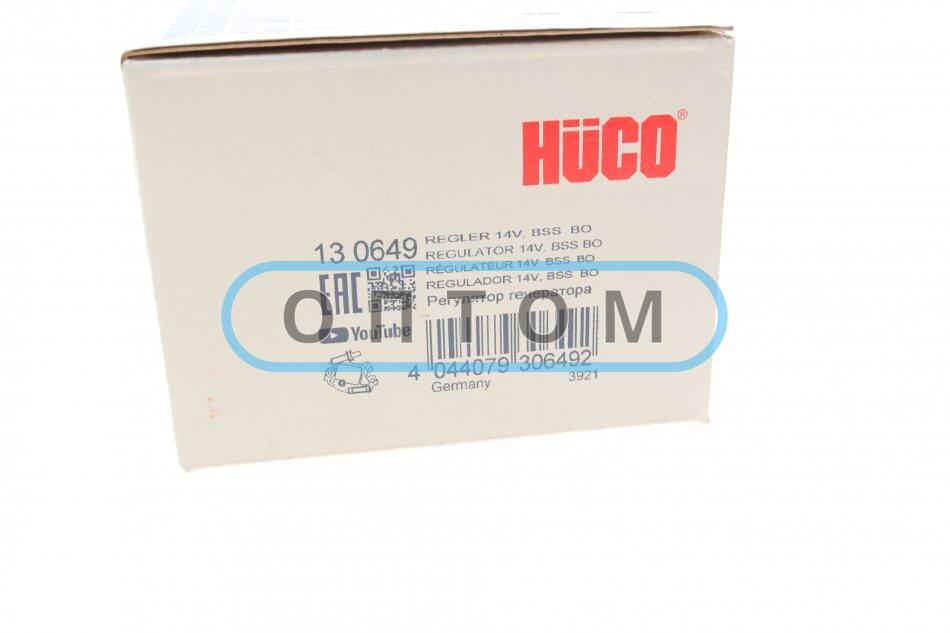 HÜCO®
13 0649
REGLER 14V, BSS BO
REGULATOR 14V, BSS BO
RÉGULATEUR 14V BSS BO
REGULADOR 14V, BSS BO
Регулятор генератора
EAC
ОПТОМ
YouTube
4 044079 306492
Germany
3921